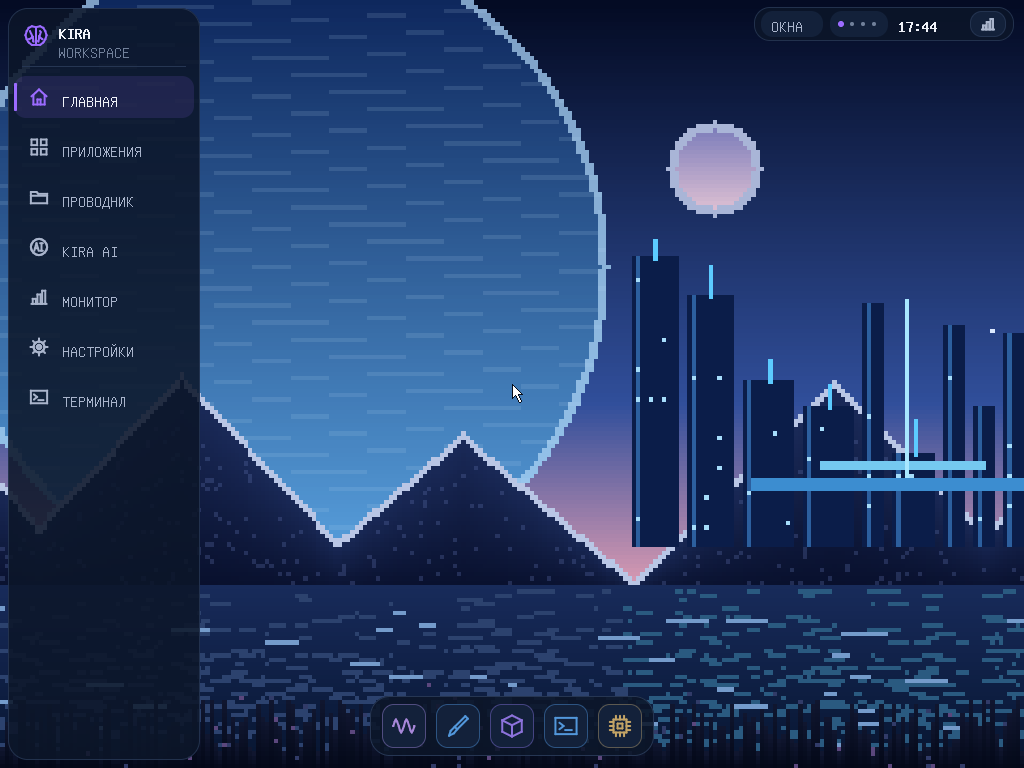 KIRA
WORKSPACE
ГЛАВНАЯ
ПРИЛОЖЕНИЯ
ПРОВОДНИК
KIRA AI
МОНИТОР
НАСТРОЙКИ
ТЕРМИНАЛ
ОКНА
17:44